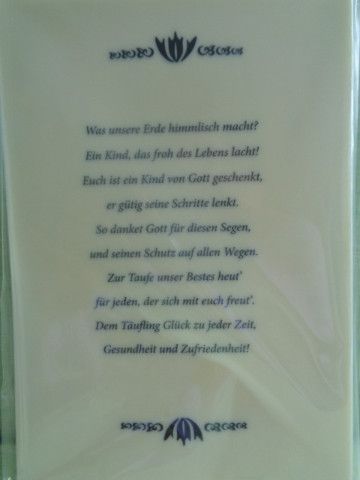 Was unsere Erde himmlisch macht?
Ein Kind, das froh des Lebens lacht!
Euch ist ein Kind von Gott geschenkt,
er gütig seine Schritte lenkt.
So danket Gott für diesen Segen,
und seinen Schutz auf allen Wegen.
Zur Taufe unser Bestes heut'
für jeden, der sich mit euch freut'.
Dem Täufling Glück zu jeder Zeit,
Gesundheit und Zufriedenheit!